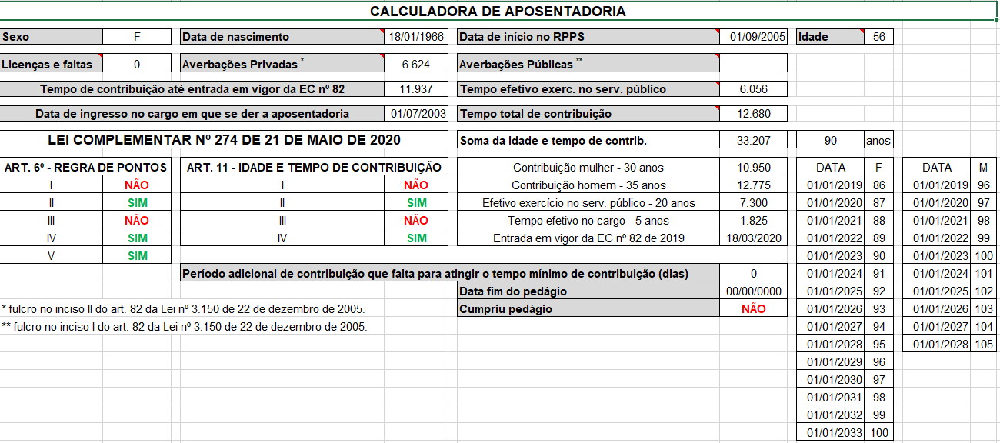 CALCULADORA DE APOSENTADORIA
Sexo F Data de nascimento 18/01/1966 Data de início no RPPS 01/09/2005 Idade 56
Licenças e faltas 0 Averbações Privadas * 6.624 Averbações Públicas **
Tempo de contribuição até entrada em vigor da EC nº 82 11.937 Tempo efetivo exerc. no serv. público 6.056
Data de ingresso no cargo em que se der a aposentadoria 01/07/2003 Tempo total de contribuição 12.680
LEI COMPLEMENTAR Nº 274 DE 21 DE MAIO DE 2020 Soma da idade e tempo de contrib. 33.207 90 anos
ART. 6º - REGRA DE PONTOS ART. 11 - IDADE E TEMPO DE CONTRIBUIÇÃO Contribuição mulher - 30 anos 10.950 DATA F DATA M
I NÃO I NÃO Contribuição homem - 35 anos 12.775 01/01/2019 86 01/01/2019 96
II SIM II SIM Efetivo exercício no serv. público - 20 anos 7.300 01/01/2020 87 01/01/2020 97
III NÃO III NÃO Tempo efetivo no cargo - 5 anos 1.825 01/01/2021 88 01/01/2021 98
IV SIM IV SIM Entrada em vigor da EC nº 82 de 2019 18/03/2020 01/01/2022 89 01/01/2022 99
V SIM 01/01/2023 90 01/01/2023 100
Período adicional de contribuição que falta para atingir o tempo mínimo de contribuição (dias) 0 01/01/2024 91 01/01/2024 101
Data fim do pedágio 00/00/0000 01/01/2025 92 01/01/2025 102
* fulcro no inciso II do art. 82 da Lei nº 3.150 de 22 de dezembro de 2005. Cumpriu pedágio NÃO 01/01/2026 93 01/01/2026 103
** fulcro no inciso I do art. 82 da Lei nº 3.150 de 22 de dezembro de 2005. 01/01/2027 94 01/01/2027 104
01/01/2028 95 01/01/2028 105
01/01/2029 96
01/01/2030 97
01/01/2031 98
01/01/2032 99
01/01/2033 100